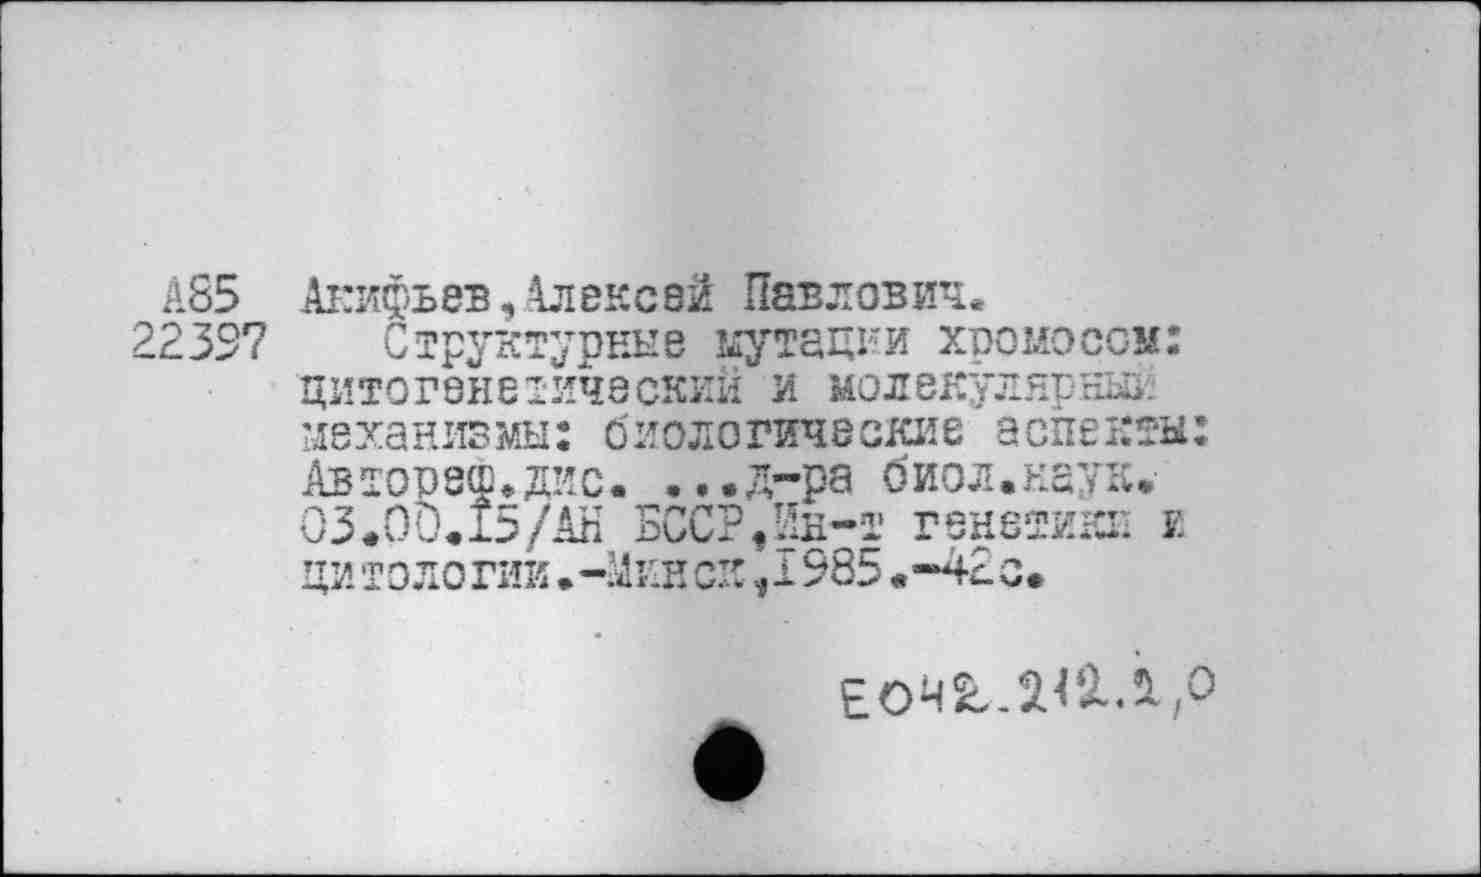 А85 Акифьев,Алексей Павлович.
22397 Структурные мутации хромосом:
цитогенетический и молекулярный
механизмы: биологические аспекты:
Автореф.дис. ...д-ра биол.наук.
03.00.15/АН БССР,Ин-т генетики и
цитологии.-Минск,1985.-42с.
Е042.212.1,0